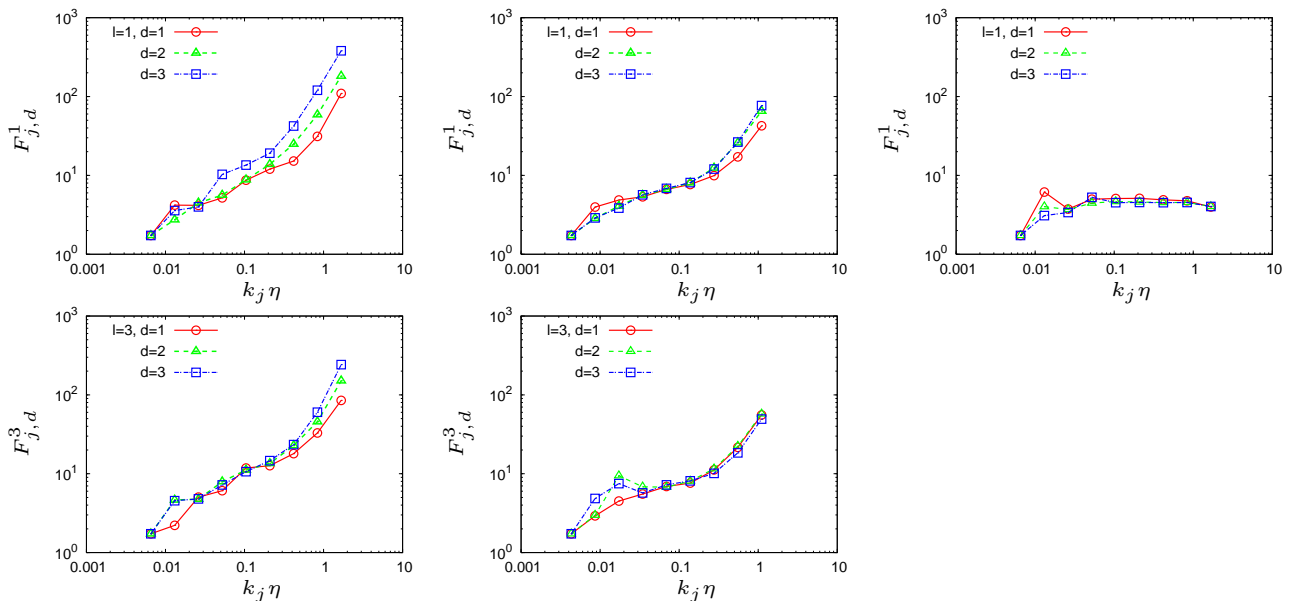 10^3
10^2
10^1
10^0
F^1_{j,d}
l=1, d=1
d=2
d=3
0.001 0.01 0.1 1 10
k_j η
10^3
10^2
10^1
10^0
F^1_{j,d}
l=1, d=1
d=2
d=3
0.001 0.01 0.1 1 10
k_j η
10^3
10^2
10^1
10^0
F^1_{j,d}
l=1, d=1
d=2
d=3
0.001 0.01 0.1 1 10
k_j η
10^3
10^2
10^1
10^0
F^3_{j,d}
l=3, d=1
d=2
d=3
0.001 0.01 0.1 1 10
k_j η
10^3
10^2
10^1
10^0
F^3_{j,d}
l=3, d=1
d=2
d=3
0.001 0.01 0.1 1 10
k_j η